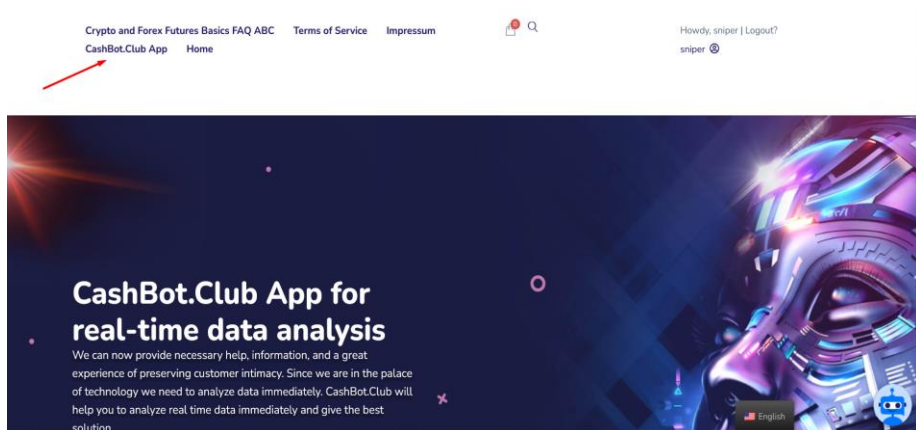 Crypto and Forex Futures Basics FAQ ABC Terms of Service Impressum
CashBot.Club App Home
0
Howdy, sniper | Logout?
sniper
CashBot.Club App for
real-time data analysis
We can now provide necessary help, information, and a great
experience of preserving customer intimacy. Since we are in the palace
of technology we need to analyze data immediately. CashBot.Club will
help you to analyze real time data immediately and give the best
solution
English